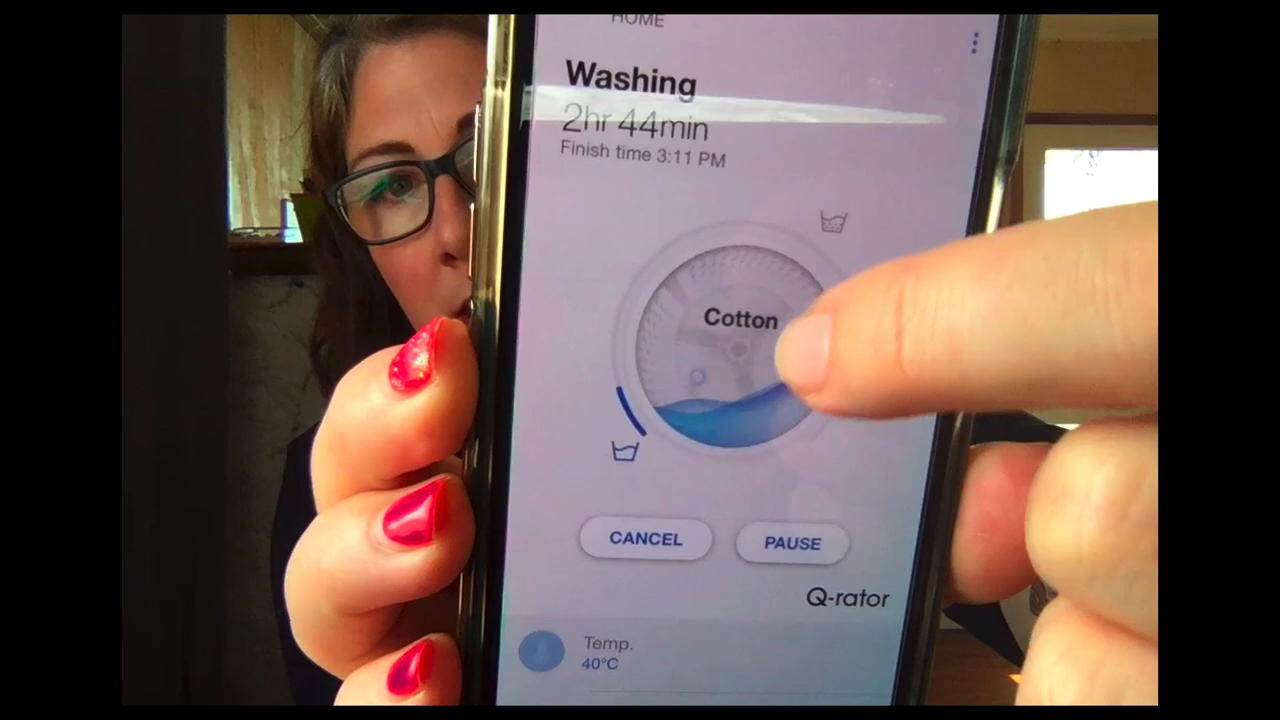 HOME
Washing
2hr 44min
Finish time 3:11 PM
Cotton
CANCEL
PAUSE
Q-rator
Temp.
40°C